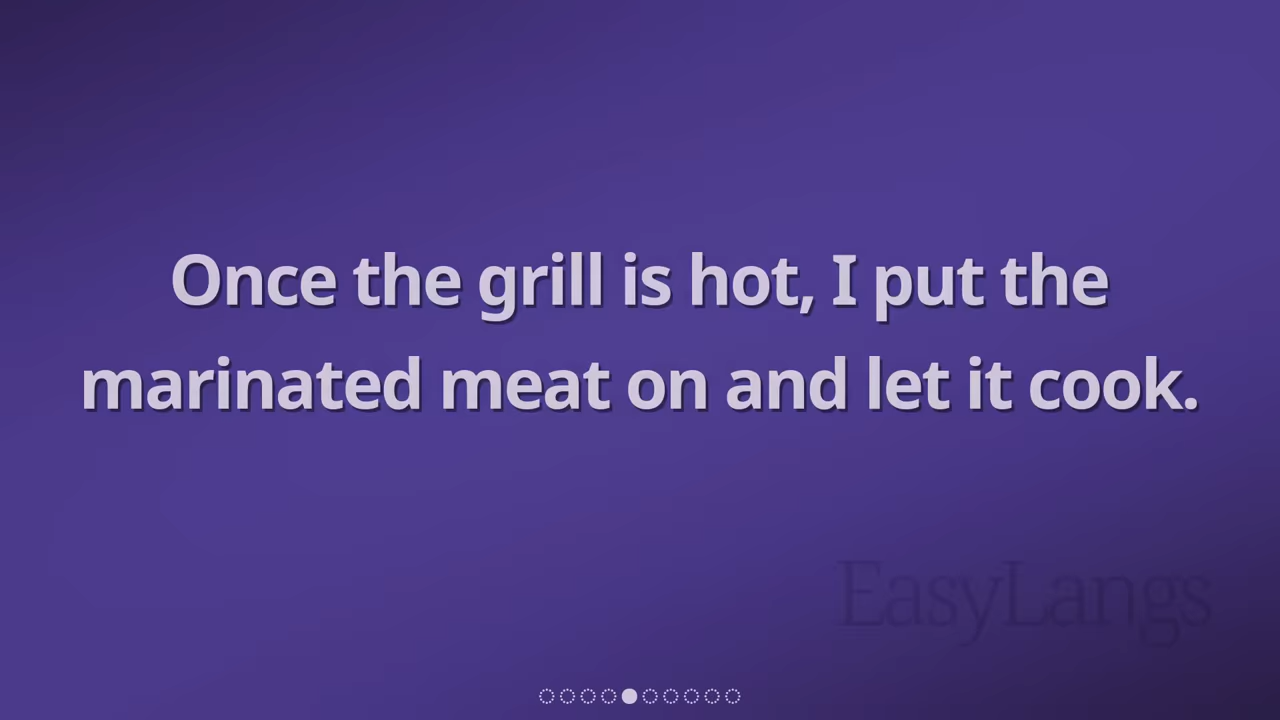 Once the grill is hot, I put the
marinated meat on and let it cook.
EasyLangs